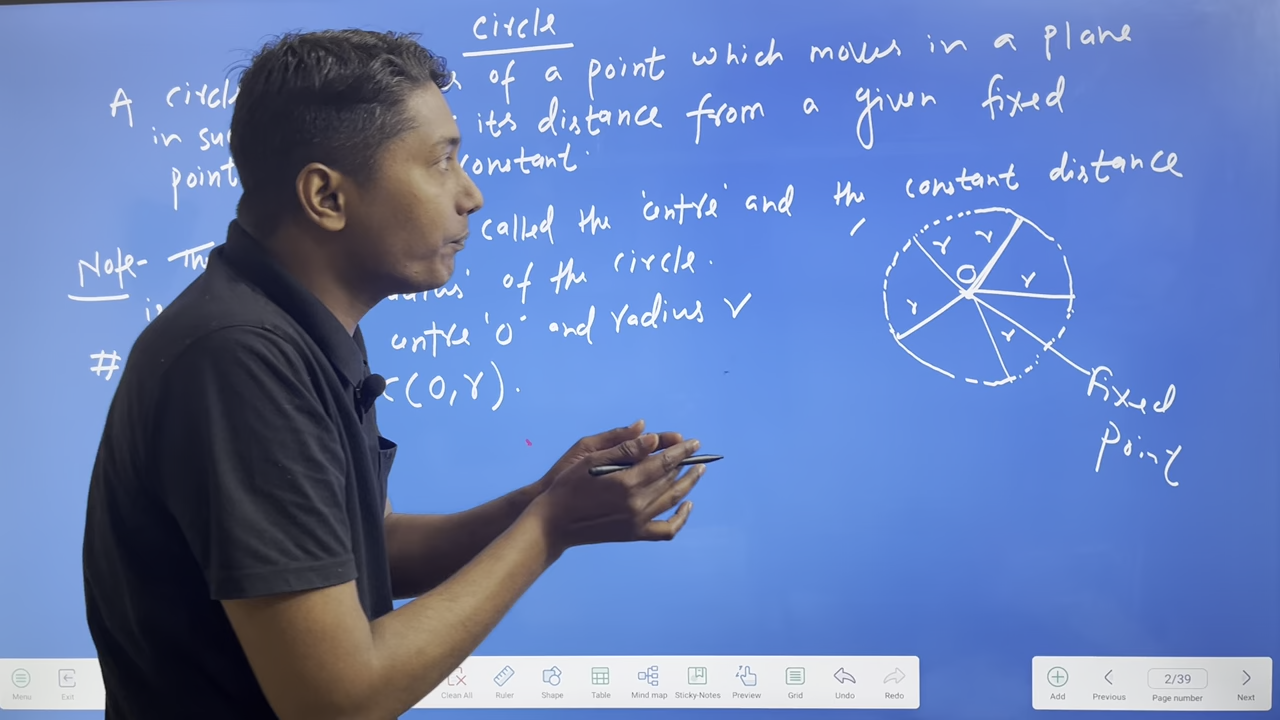 circle
A circl of a point which moves in a plane
in su its distance from a given fixed
point constant.
Note- Th called the 'centre' and the constant distance
is radius' of the circle.
# centre 'O' and radius r
c(O,r).
r r
O
r r
r
fixed
point
Menu Exit Clean All Ruler Shape Table Mind map Sticky-Notes Preview Grid Undo Redo Add Previous 2/39 Page number Next